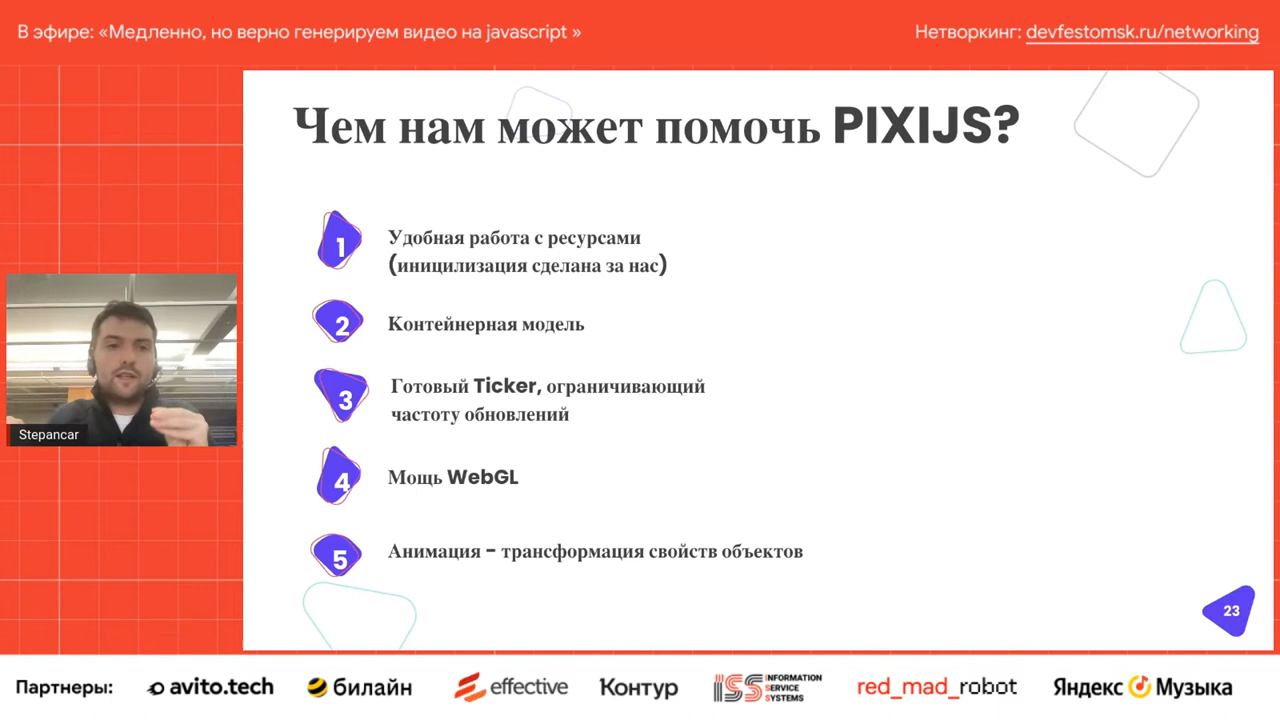 В эфире: «Медленно, но верно генерируем видео на javascript »
Нетворкинг: devfestomsk.ru/networking
Чем нам может помочь PIXIJS?
1
Удобная работа с ресурсами
(иницилизация сделана за нас)
2
Контейнерная модель
3
Готовый Ticker, ограничивающий
частоту обновлений
4
Мощь WebGL
5
Анимация - трансформация свойств объектов
23
Stepancar
Партнеры:
avito.tech
билайн
effective
Контур
ISS INFORMATION
SERVICE
SYSTEMS
red_mad_robot
Яндекс Музыка